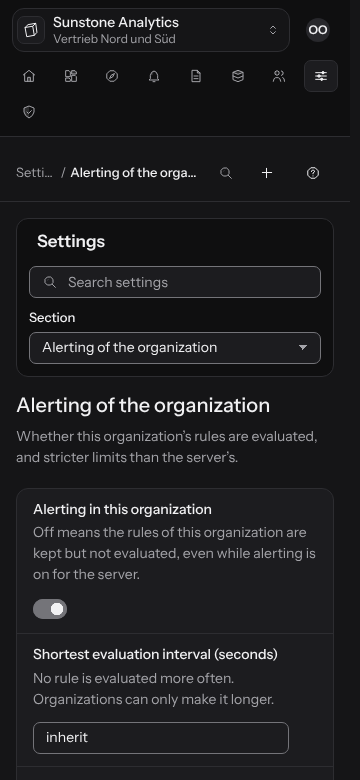 Sunstone Analytics
Vertrieb Nord und Süd
OO
Setti... / Alerting of the orga...
Settings
Search settings
Section
Alerting of the organization
Alerting of the organization
Whether this organization's rules are evaluated,
and stricter limits than the server's.
Alerting in this organization
Off means the rules of this organization are
kept but not evaluated, even while alerting is
on for the server.
Shortest evaluation interval (seconds)
No rule is evaluated more often.
Organizations can only make it longer.
inherit